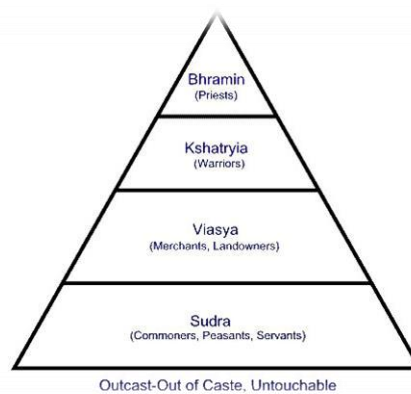 Bhramin
(Priests)
Kshatryia
(Warriors)
Viasya
(Merchants, Landowners)
Sudra
(Commoners, Peasants, Servants)
Outcast-Out of Caste, Untouchable